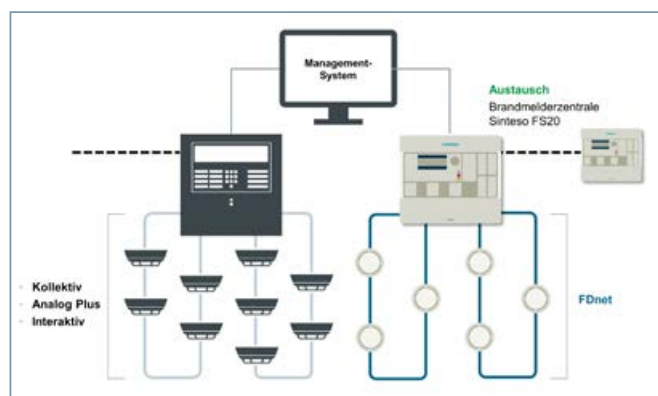 Management-
System
Austausch
Brandmelderzentrale
Sinteso FS20
· Kollektiv
· Analog Plus
· Interaktiv
FDnet